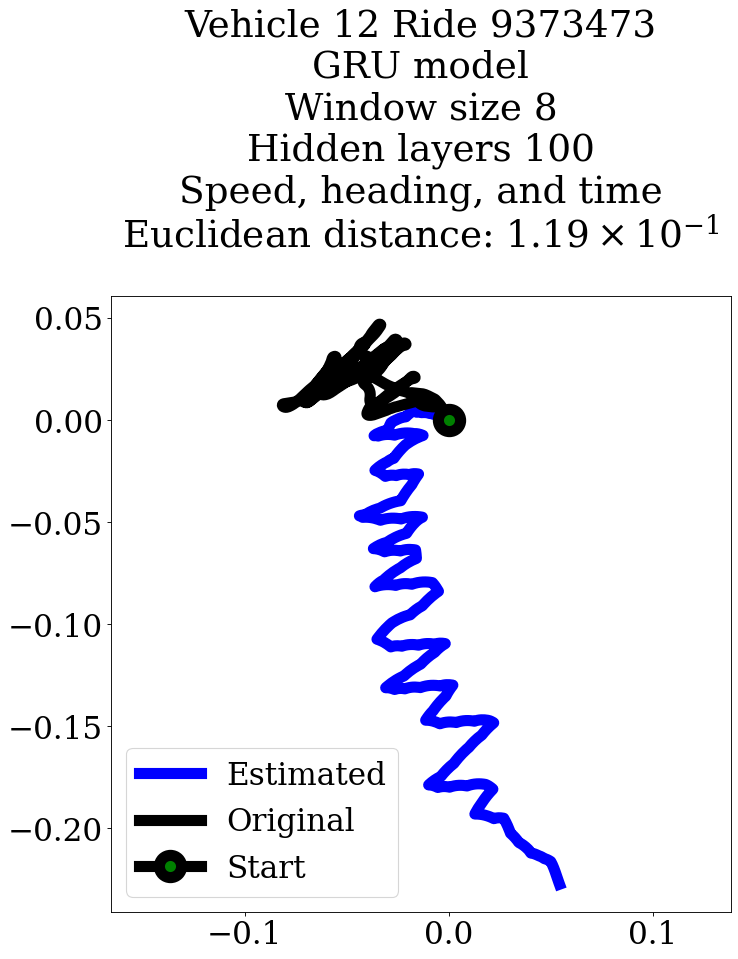 Vehicle 12 Ride 9373473
GRU model
Window size 8
Hidden layers 100
Speed, heading, and time
Euclidean distance: 1.19 × 10⁻¹
0.05
0.00
−0.05
−0.10
−0.15
−0.20
Estimated
Original
Start
−0.1
0.0
0.1